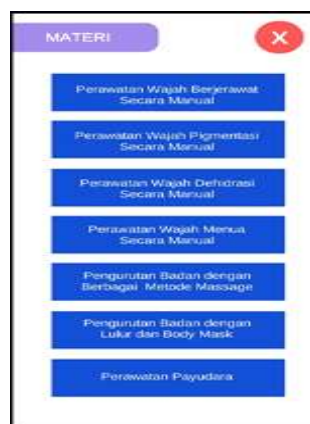 MATERI
X
Perawatan Wajah Berjerawat
Secara Manual
Perawatan Wajah Pigmentasi
Secara Manual
Perawatan Wajah Dehidrasi
Secara Manual
Perawatan Wajah Menua
Secara Manual
Pengurutan Badan dengan
Berbagai Metode Massage
Pengurutan Badan dengan
Lulur dan Body Mask
Perawatan Payudara